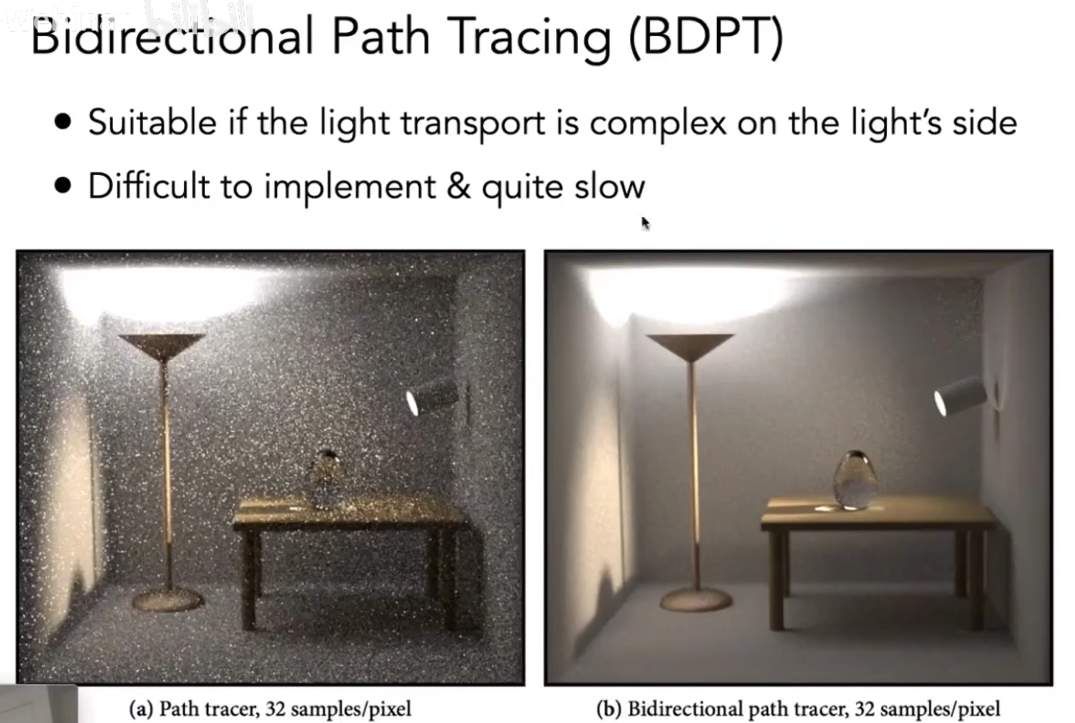 Bidirectional Path Tracing (BDPT)
● Suitable if the light transport is complex on the light's side
● Difficult to implement & quite slow
(a) Path tracer, 32 samples/pixel
(b) Bidirectional path tracer, 32 samples/pixel